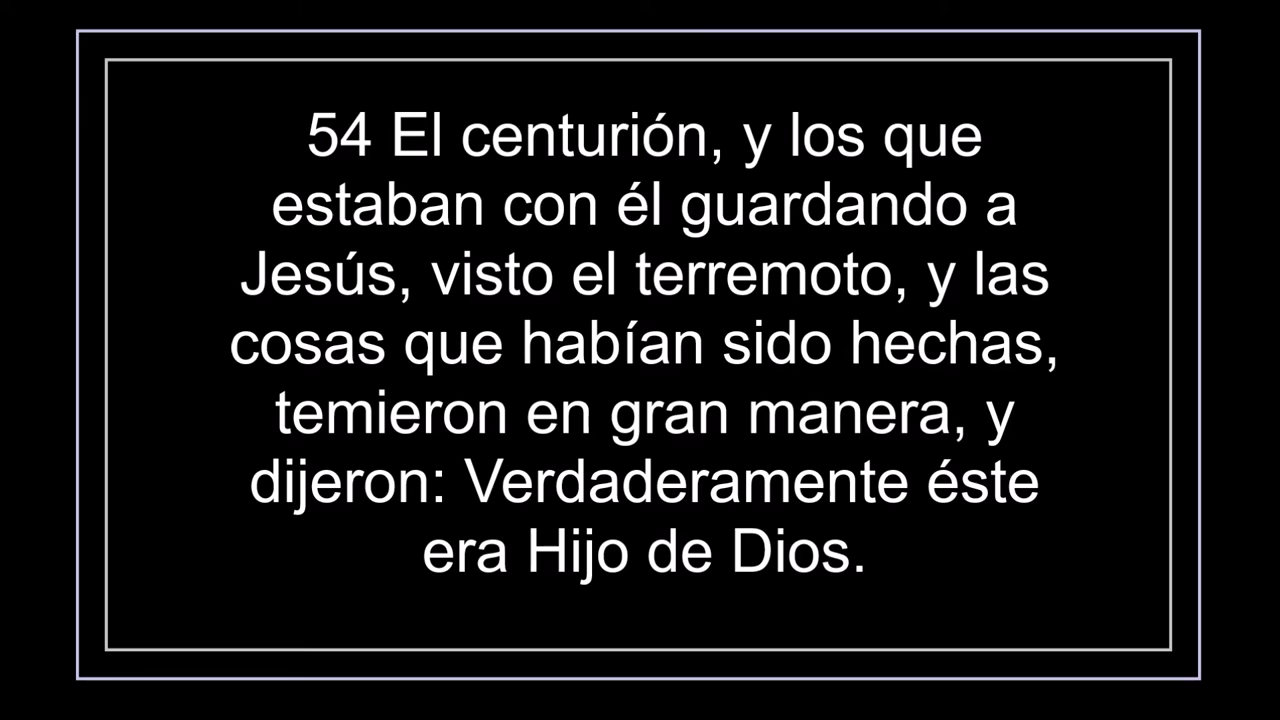 54 El centurión, y los que
estaban con él guardando a
Jesús, visto el terremoto, y las
cosas que habían sido hechas,
temieron en gran manera, y
dijeron: Verdaderamente éste
era Hijo de Dios.